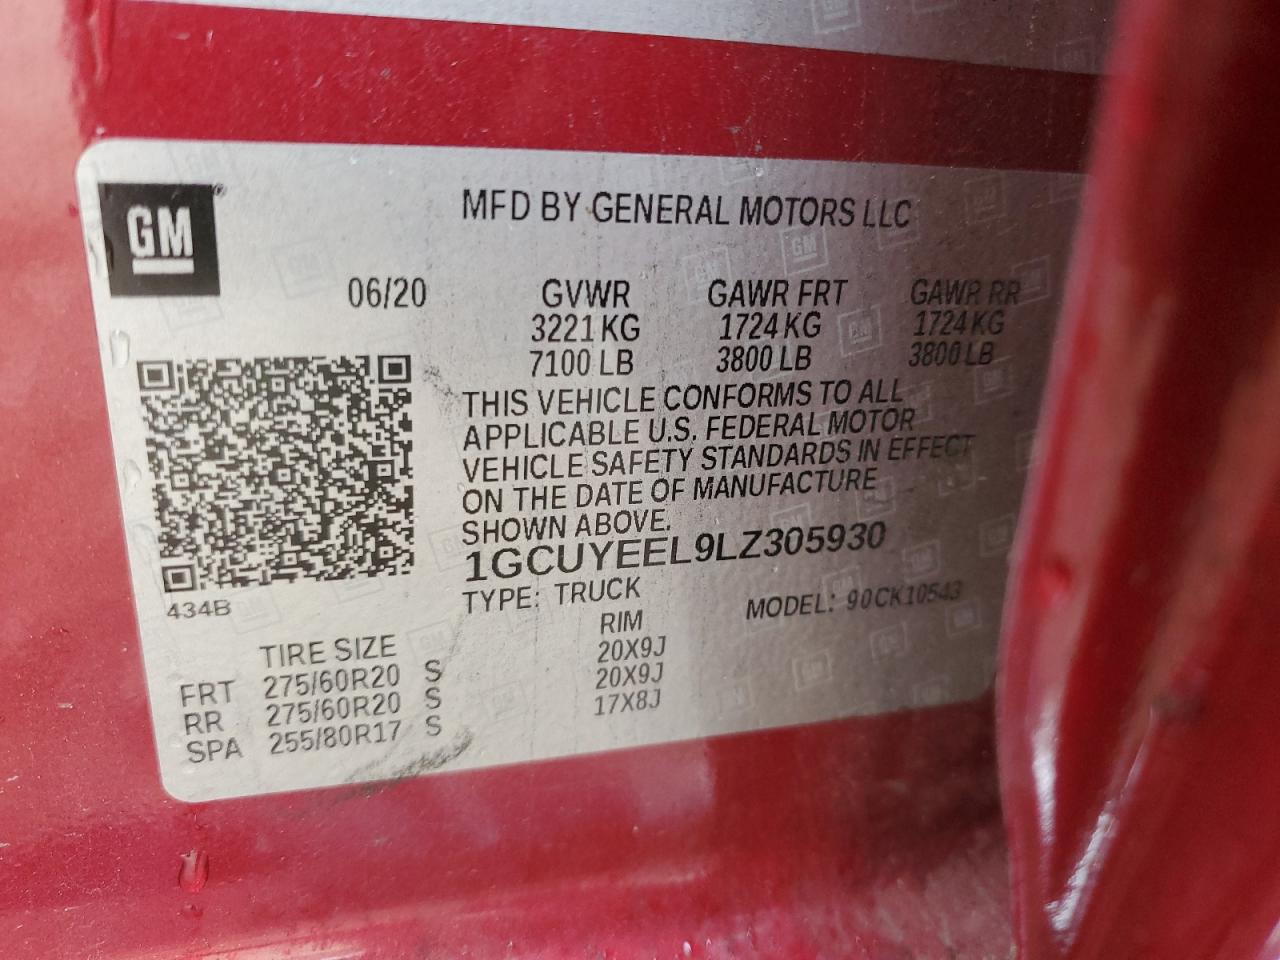 GM
MFD BY GENERAL MOTORS LLC
06/20 GVWR GAWR FRT GAWR RR
3221 KG 1724 KG 1724 KG
7100 LB 3800 LB 3800 LB
THIS VEHICLE CONFORMS TO ALL
APPLICABLE U.S. FEDERAL MOTOR
VEHICLE SAFETY STANDARDS IN EFFECT
ON THE DATE OF MANUFACTURE
SHOWN ABOVE.
1GCUYEEL9LZ305930
434B
TYPE: TRUCK MODEL: 90CK10543
TIRE SIZE RIM
FRT 275/60R20 S 20X9J
RR 275/60R20 S 20X9J
SPA 255/80R17 S 17X8J